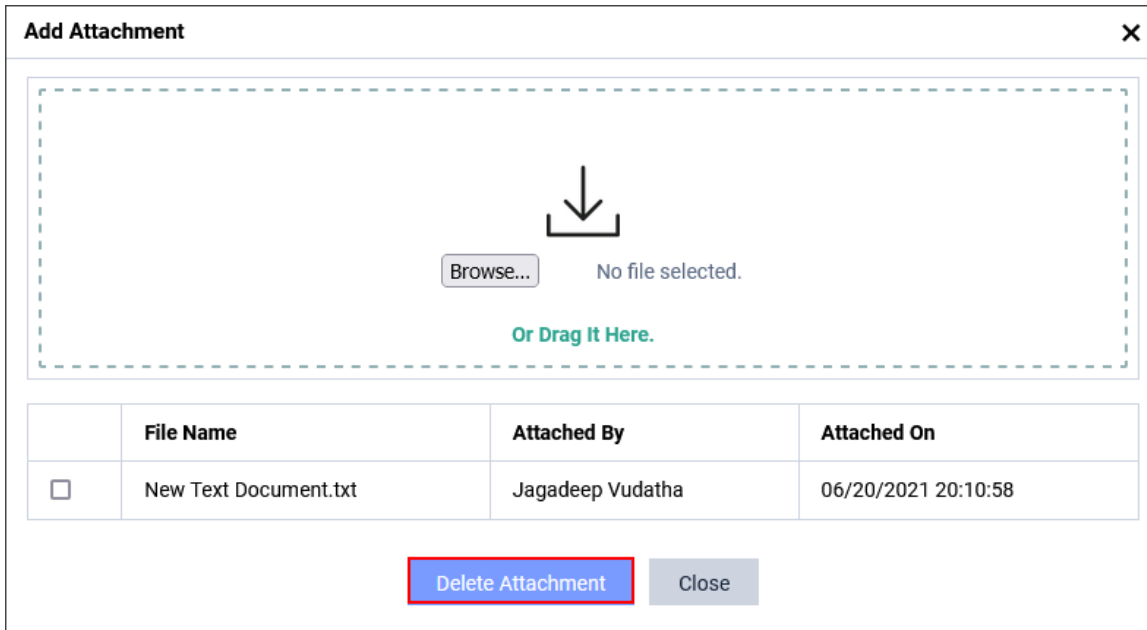 Add Attachment
Browse... No file selected.
Or Drag It Here.
File Name Attached By Attached On
New Text Document.txt Jagadeep Vudatha 06/20/2021 20:10:58
Delete Attachment Close